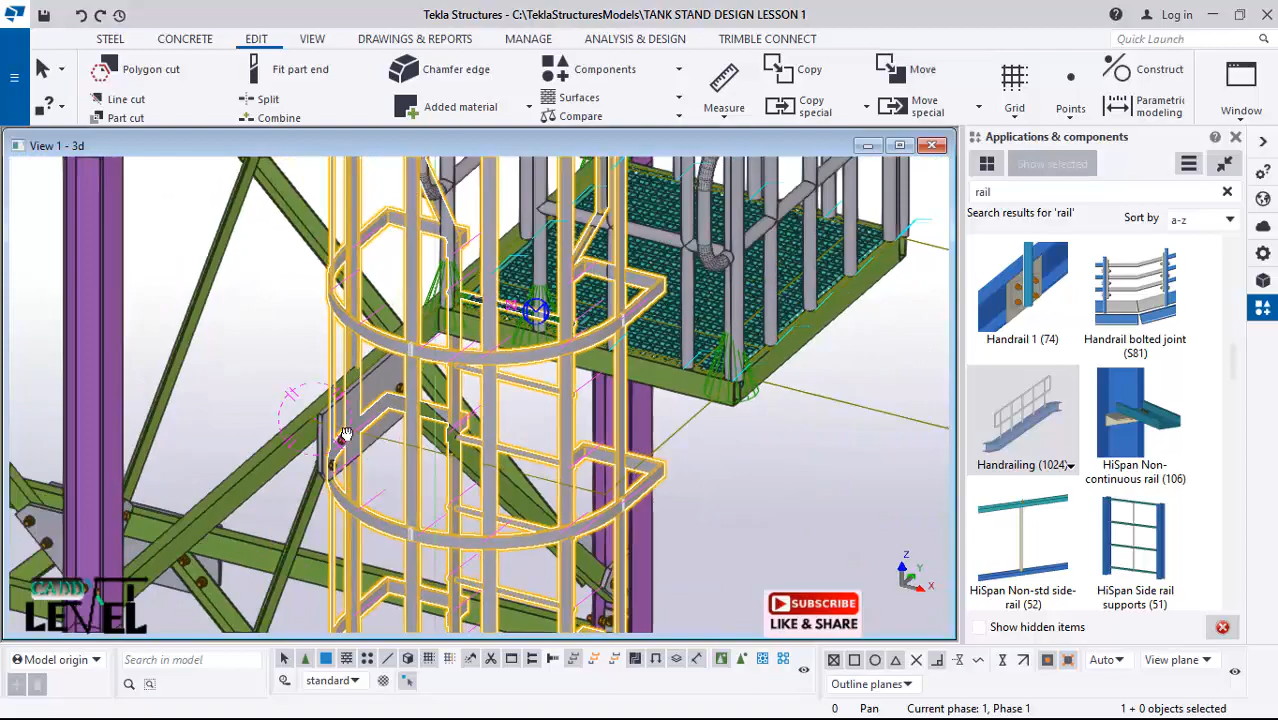 Tekla Structures - C:\TeklaStructuresModels\TANK STAND DESIGN LESSON 1
Log in
STEEL CONCRETE EDIT VIEW DRAWINGS & REPORTS MANAGE ANALYSIS & DESIGN TRIMBLE CONNECT
Quick Launch
Polygon cut
Line cut
Part cut
Fit part end
Split
Combine
Chamfer edge
Added material
Components
Surfaces
Compare
Measure
Copy
Copy special
Move
Move special
Grid
Points
Construct
Parametric modeling
Window
View 1 - 3d
Applications & components
Show selected
rail
Search results for 'rail'
Sort by a-z
Handrail 1 (74)
Handrail bolted joint (S81)
Handrailing (1024)
HiSpan Non-continuous rail (106)
HiSpan Non-std side-rail (52)
HiSpan Side rail supports (51)
Show hidden items
Z
Y
X
CADD
LEVEL
SUBSCRIBE
LIKE & SHARE
Model origin
Search in model
standard
Auto
View plane
Outline planes
0 Pan Current phase: 1, Phase 1 1 + 0 objects selected